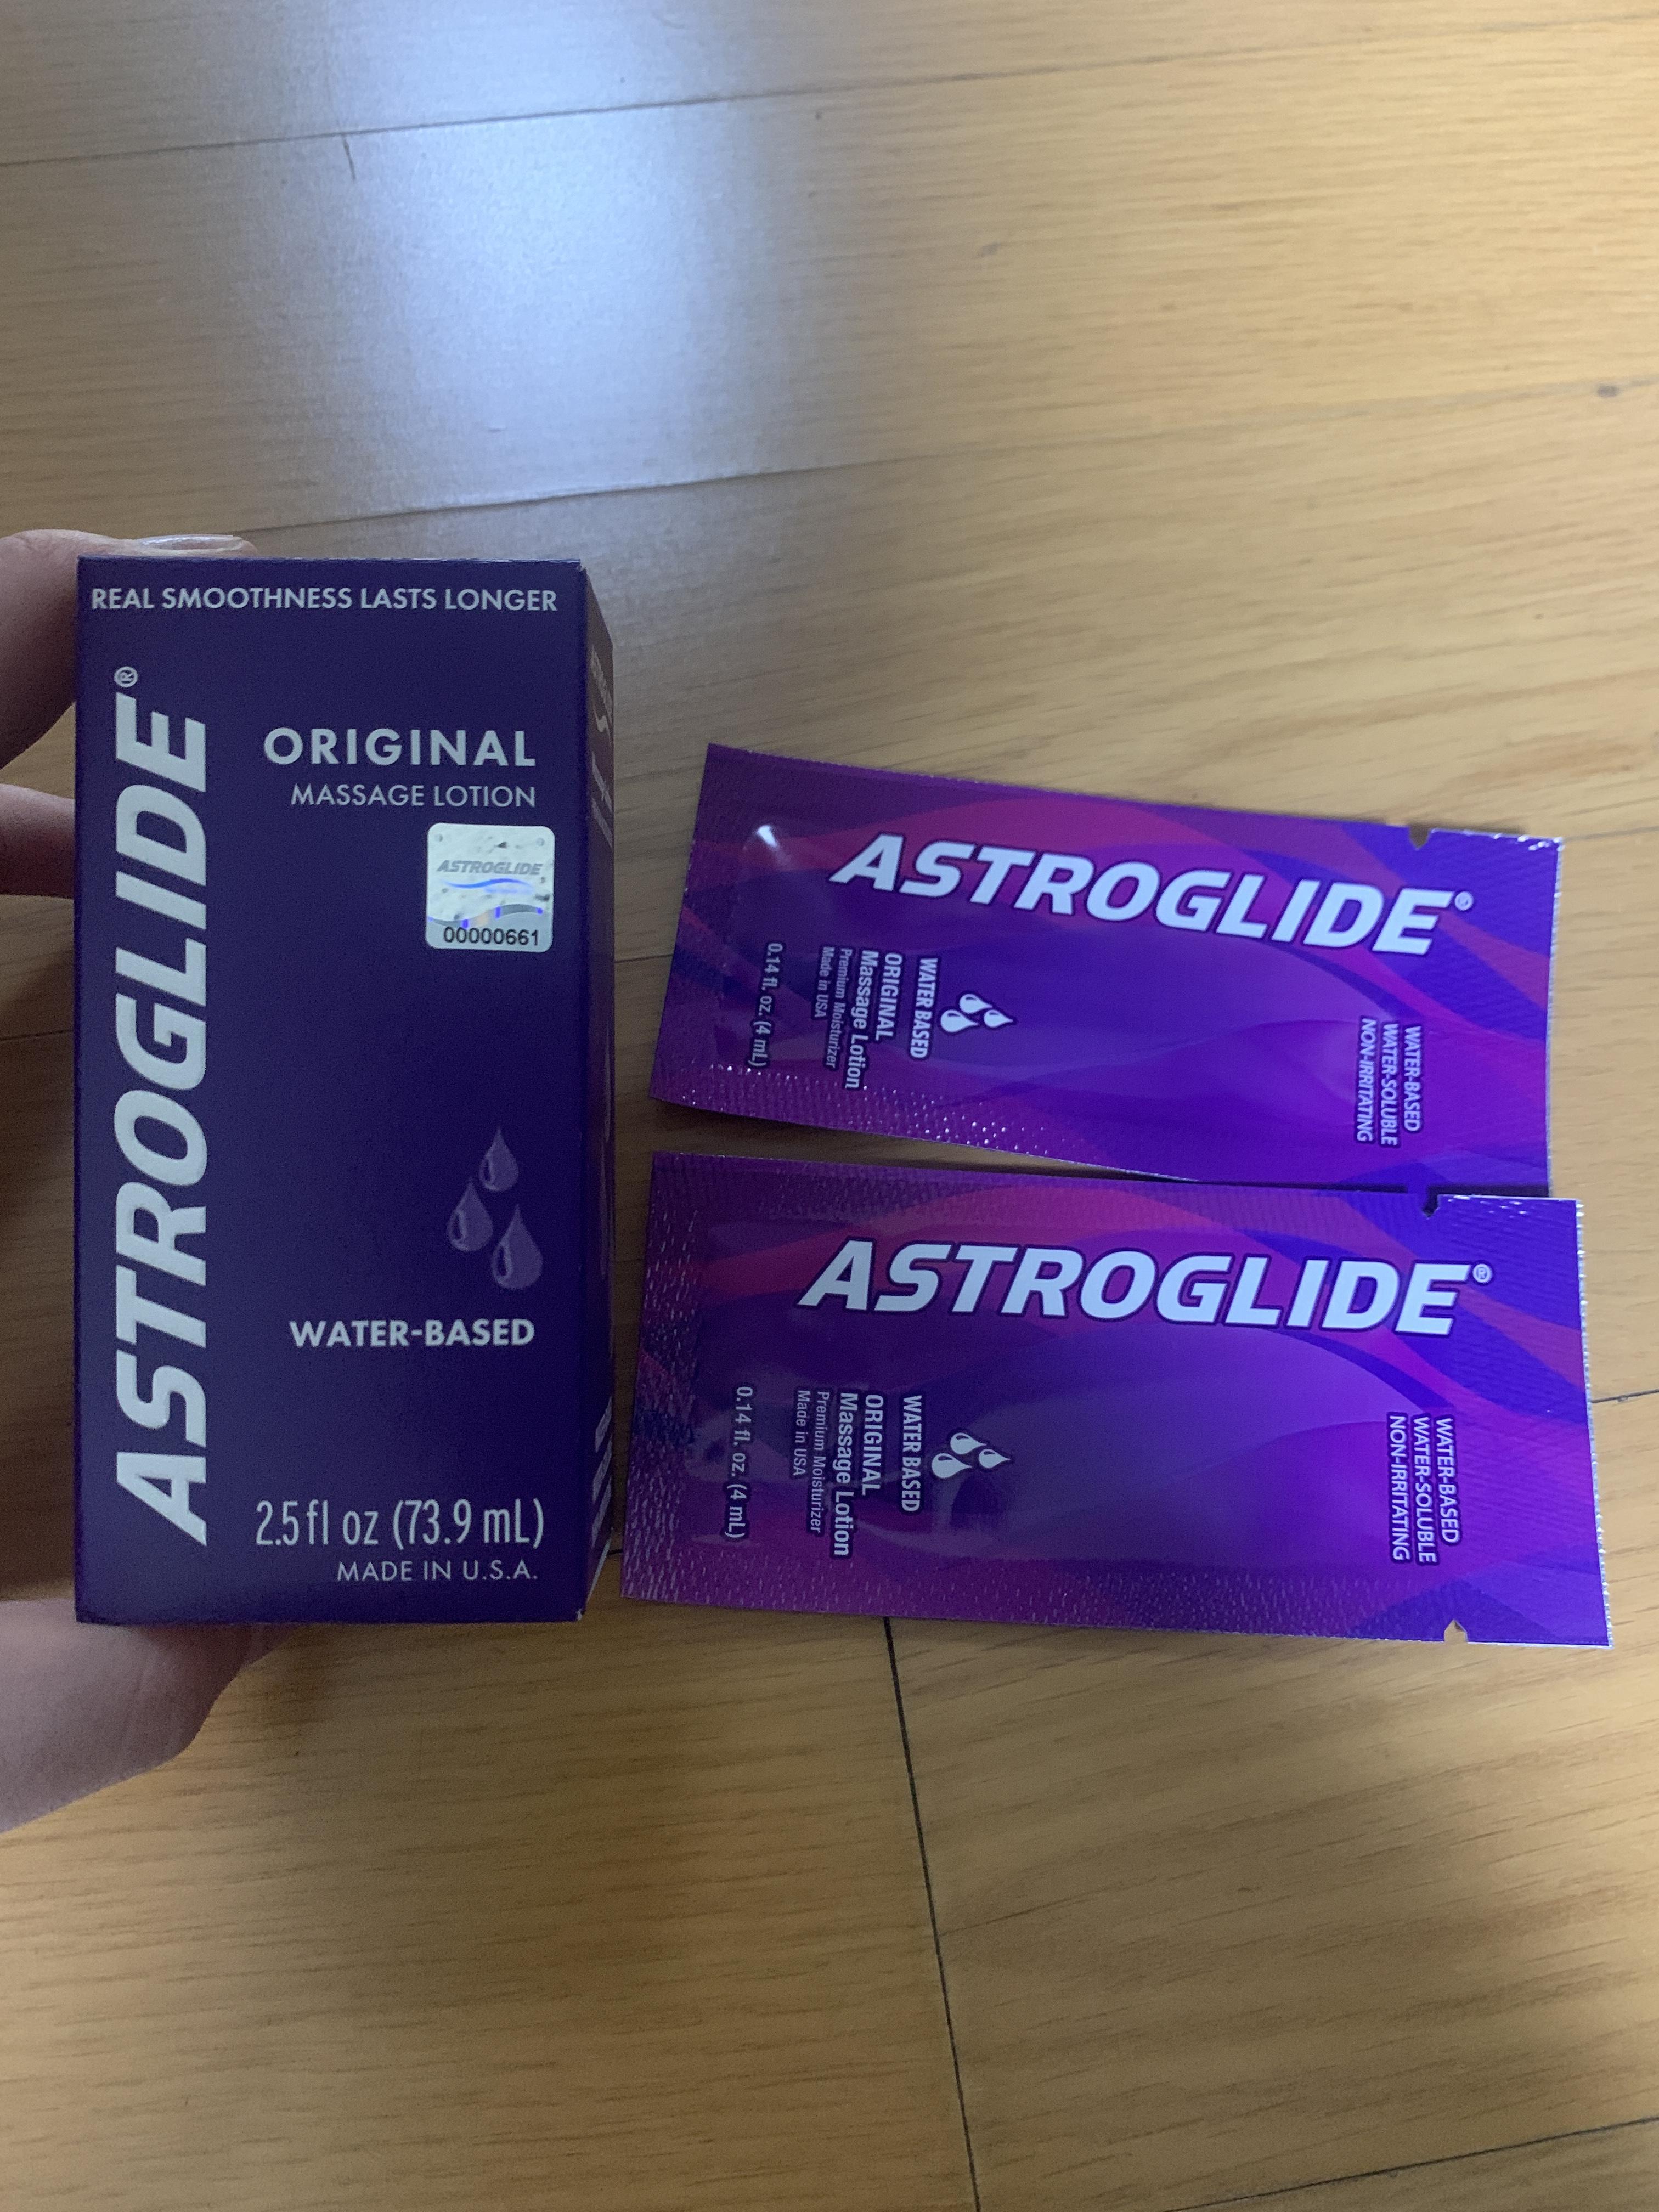 REAL SMOOTHNESS LASTS LONGER
ASTROGLIDE®
ORIGINAL
MASSAGE LOTION
ASTROGLIDE
00000661
WATER-BASED
2.5 fl oz (73.9 mL)
MADE IN U.S.A.
ASTROGLIDE®
WATER BASED
ORIGINAL
Massage Lotion
Premium Moisturizer
Made in USA
0.14 fl. oz. (4 mL)
WATER-BASED
WATER-SOLUBLE
NON-IRRITATING
ASTROGLIDE®
WATER BASED
ORIGINAL
Massage Lotion
Premium Moisturizer
Made in USA
0.14 fl. oz. (4 mL)
WATER-BASED
WATER-SOLUBLE
NON-IRRITATING